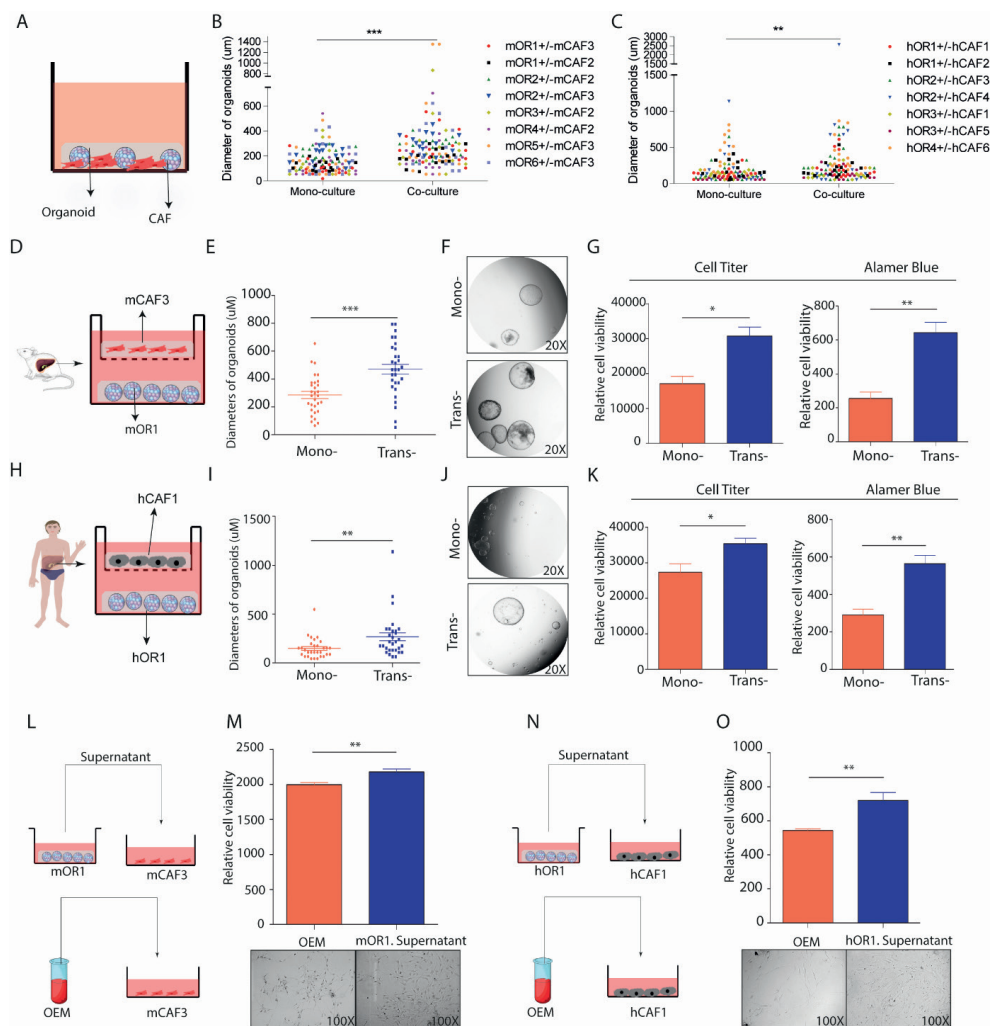 A
B
C
Organoid
CAF
Diameter of organoids (um)
1400
1200
1000
800
600
400
200
0
***
Mono-culture
Co-culture
mOR1+/-mCAF3
mOR1+/-mCAF2
mOR2+/-mCAF2
mOR2+/-mCAF3
mOR3+/-mCAF2
mOR4+/-mCAF2
mOR5+/-mCAF3
mOR6+/-mCAF3
Diameter of organoids (um)
3000
2500
2000
1500
1000
500
0
**
Mono-culture
Co-culture
hOR1+/-hCAF1
hOR1+/-hCAF2
hOR2+/-hCAF3
hOR2+/-hCAF4
hOR3+/-hCAF1
hOR3+/-hCAF5
hOR4+/-hCAF6
D
E
F
G
mCAF3
mOR1
Diameters of organoids (uM)
1000
800
600
400
200
0
***
Mono-
Trans-
Mono-
20X
Trans-
20X
Cell Titer
Alamer Blue
Relative cell viability
40000
30000
20000
10000
0
*
Mono-
Trans-
Relative cell viability
800
600
400
200
0
**
Mono-
Trans-
H
I
J
K
hCAF1
hOR1
Diameters of organoids (uM)
1500
1000
500
0
**
Mono-
Trans-
Mono-
20X
Trans-
20X
Cell Titer
Alamer Blue
Relative cell viability
40000
30000
20000
10000
0
*
Mono-
Trans-
Relative cell viability
800
600
400
200
0
**
Mono-
Trans-
L
M
N
O
Supernatant
mOR1
mCAF3
OEM
mCAF3
Relative cell viability
2500
2000
1500
1000
500
0
**
OEM
mOR1. Supernatant
100X
100X
Supernatant
hOR1
hCAF1
OEM
hCAF1
Relative cell viability
1000
800
600
400
200
0
**
OEM
hOR1. Supernatant
100X
100X